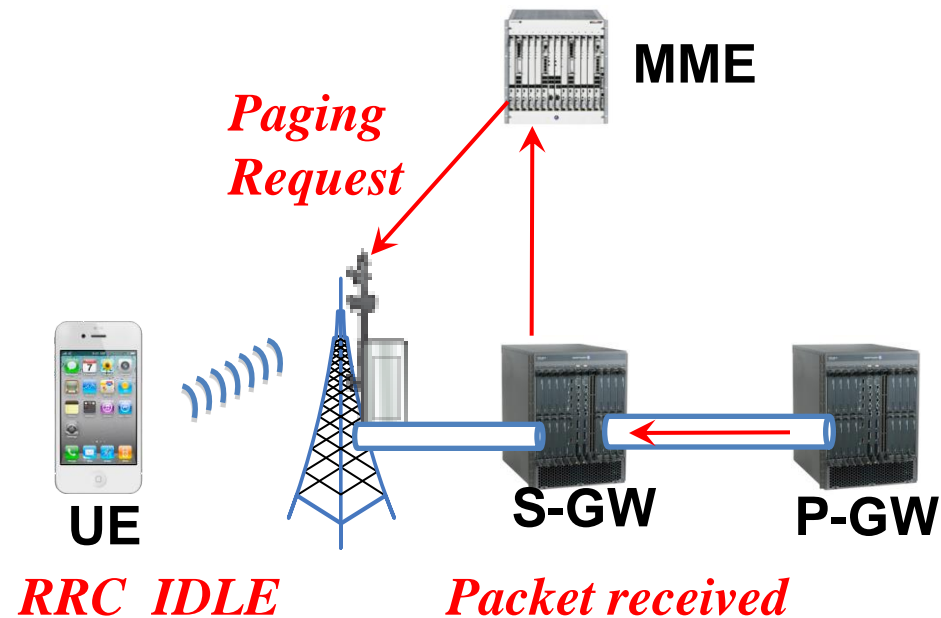 MME
Paging
Request
S-GW
P-GW
UE
RRC IDLE
Packet received